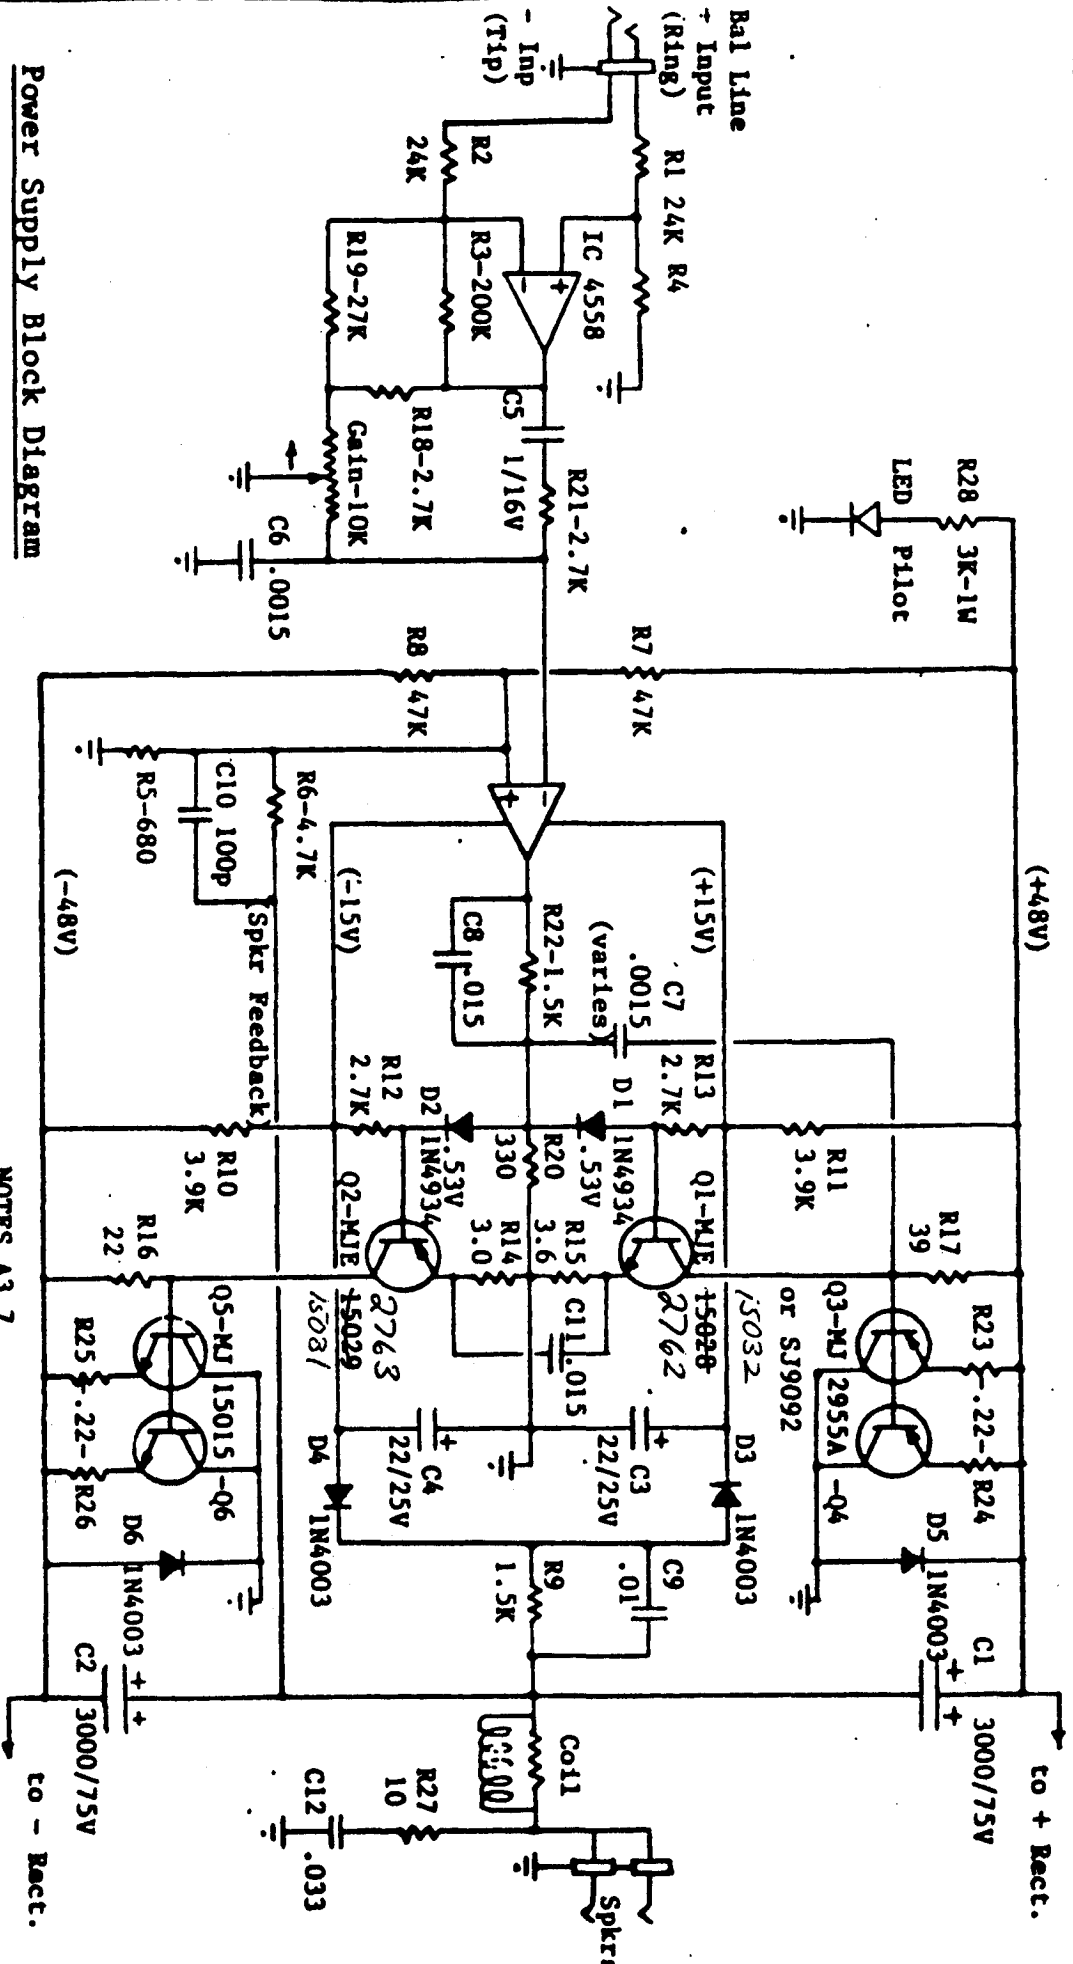 Bal Line
+ Input
(Ring)
- Inp
(Tip)
R1 24K R4
R2
24K
IC 4558
R3-200K
R19-27K
R18-2.7K
Gain-10K
C5
1/16V
R21-2.7K
C6 .0015
R28 3K-1W
LED Pilot
R7 47K
R8 47K
(+48V)
(-48V)
(+15V)
(-15V)
R6-4.7K
C10 100p
R5-680
(Spkr Feedback)
R22-1.5K
C8 .015
C7
.0015
(varies)
R13
2.7K
R12
2.7K
D1 1N4934
.53V
D2 1N4934
.53V
R20
330
R11
3.9K
R10
3.9K
Q1-MJE 15028
2762
15032
Q2-MJE 15029
2763
15031
R15
3.6
R14
3.0
C11 .015
R17
39
R16
22
Q3-MJ 2955A -Q4
or SJ9092
Q5-MJ 15015 -Q6
R23 -.22- R24
R25 -.22- R26
C3
22/25V
+
C4
22/25V
+
D3 1N4003
D4 1N4003
D5 1N4003
D6 1N4003
C9
.01
R9
1.5K
C1 3000/75V
+ +
C2 3000/75V
+ +
to + Rect.
to - Rect.
Coil
R27
10
C12 .033
Spkrs
Power Supply Block Diagram
NOTES A3 7